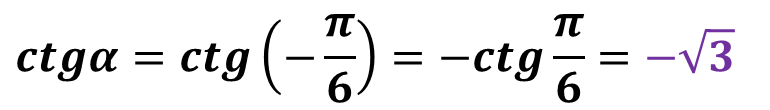 ctgα = ctg(−π/6) = −ctg π/6 = −√3